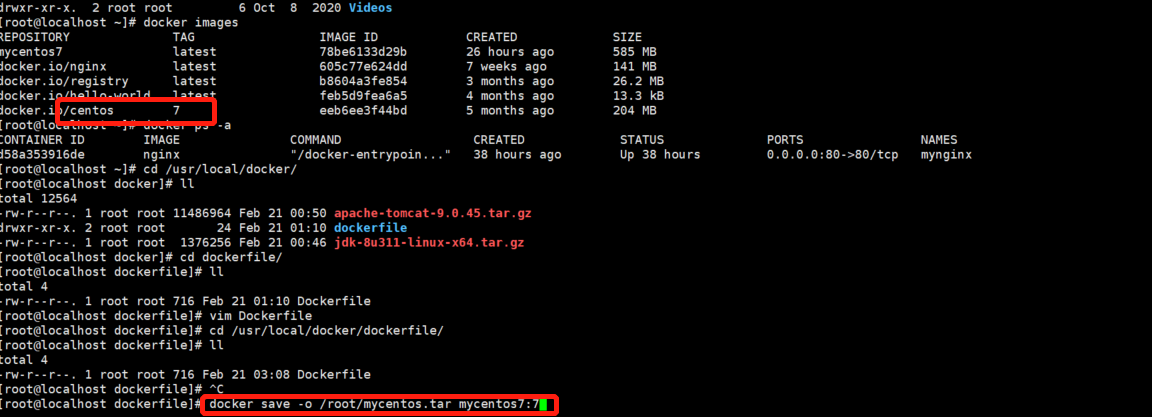 drwxr-xr-x.  2 root root         6 Oct  8  2020 Videos
[root@localhost ~]# docker images
REPOSITORY          TAG                 IMAGE ID            CREATED             SIZE
mycentos7           latest              78be6133d29b        26 hours ago        585 MB
docker.io/nginx     latest              605c77e624dd        7 weeks ago         141 MB
docker.io/registry  latest              b8604a3fe854        3 months ago        26.2 MB
docker.io/hello-world latest            feb5d9fea6a5        4 months ago        13.3 kB
docker.io/centos    7                   eeb6ee3f44bd        5 months ago        204 MB
[root@localhost ~]# docker ps -a
CONTAINER ID        IMAGE               COMMAND                  CREATED             STATUS              PORTS                NAMES
d58a353916de        nginx               "/docker-entrypoin..."   38 hours ago        Up 38 hours         0.0.0.0:80->80/tcp   mynginx
[root@localhost ~]# cd /usr/local/docker/
[root@localhost docker]# ll
total 12564
-rw-r--r--. 1 root root 11486964 Feb 21 00:50 apache-tomcat-9.0.45.tar.gz
drwxr-xr-x. 2 root root       24 Feb 21 01:10 dockerfile
-rw-r--r--. 1 root root  1376256 Feb 21 00:46 jdk-8u311-linux-x64.tar.gz
[root@localhost docker]# cd dockerfile/
[root@localhost dockerfile]# ll
total 4
-rw-r--r--. 1 root root 716 Feb 21 01:10 Dockerfile
[root@localhost dockerfile]# vim Dockerfile
[root@localhost dockerfile]# cd /usr/local/docker/dockerfile/
[root@localhost dockerfile]# ll
total 4
-rw-r--r--. 1 root root 716 Feb 21 03:08 Dockerfile
[root@localhost dockerfile]# ^C
[root@localhost dockerfile]# docker save -o /root/mycentos.tar mycentos7:7